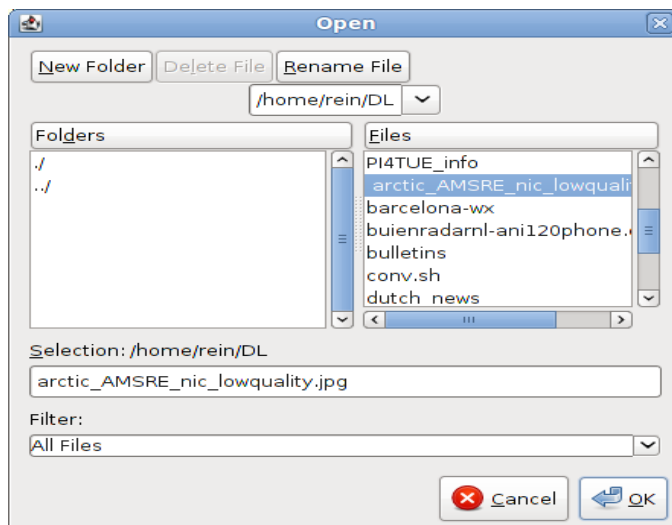 Open
New Folder Delete File Rename File
/home/rein/DL
Folders
./
../
Files
PI4TUE_info
arctic_AMSRE_nic_lowqualit
barcelona-wx
buienradarnl-ani120phone.
bulletins
conv.sh
dutch_news
Selection: /home/rein/DL
arctic_AMSRE_nic_lowquality.jpg
Filter:
All Files
Cancel OK